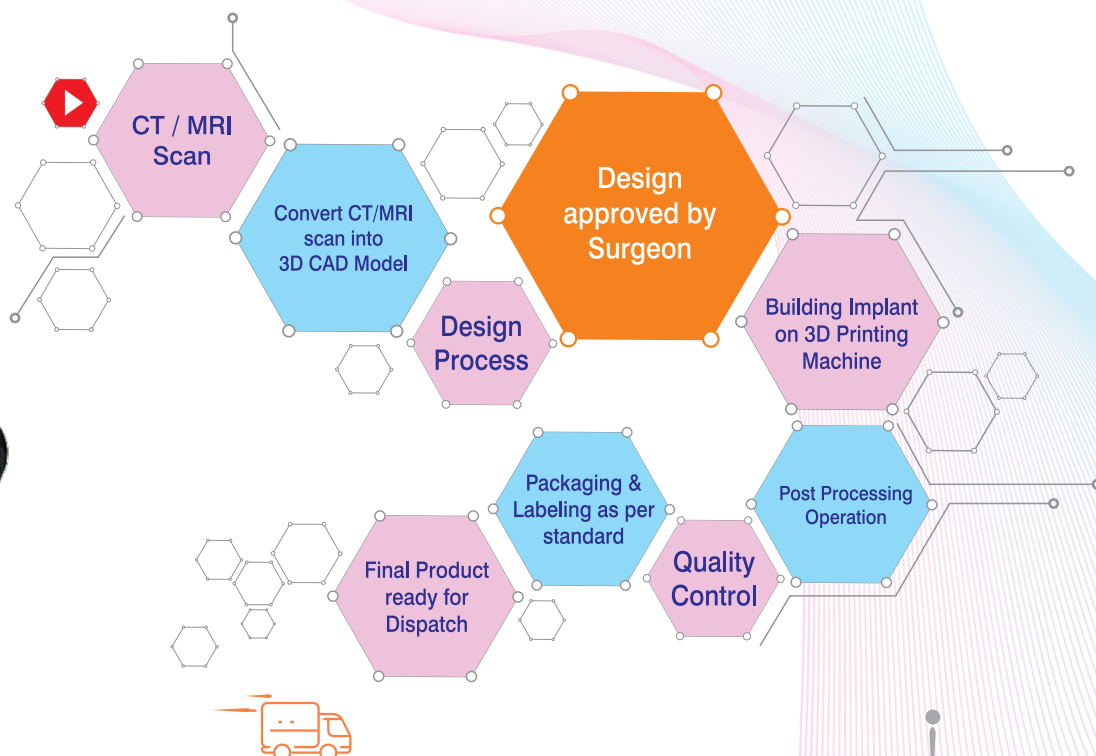 CT / MRI
Scan
Convert CT/MRI
scan into
3D CAD Model
Design
Process
Design
approved by
Surgeon
Building Implant
on 3D Printing
Machine
Post Processing
Operation
Quality
Control
Packaging &
Labeling as per
standard
Final Product
ready for
Dispatch